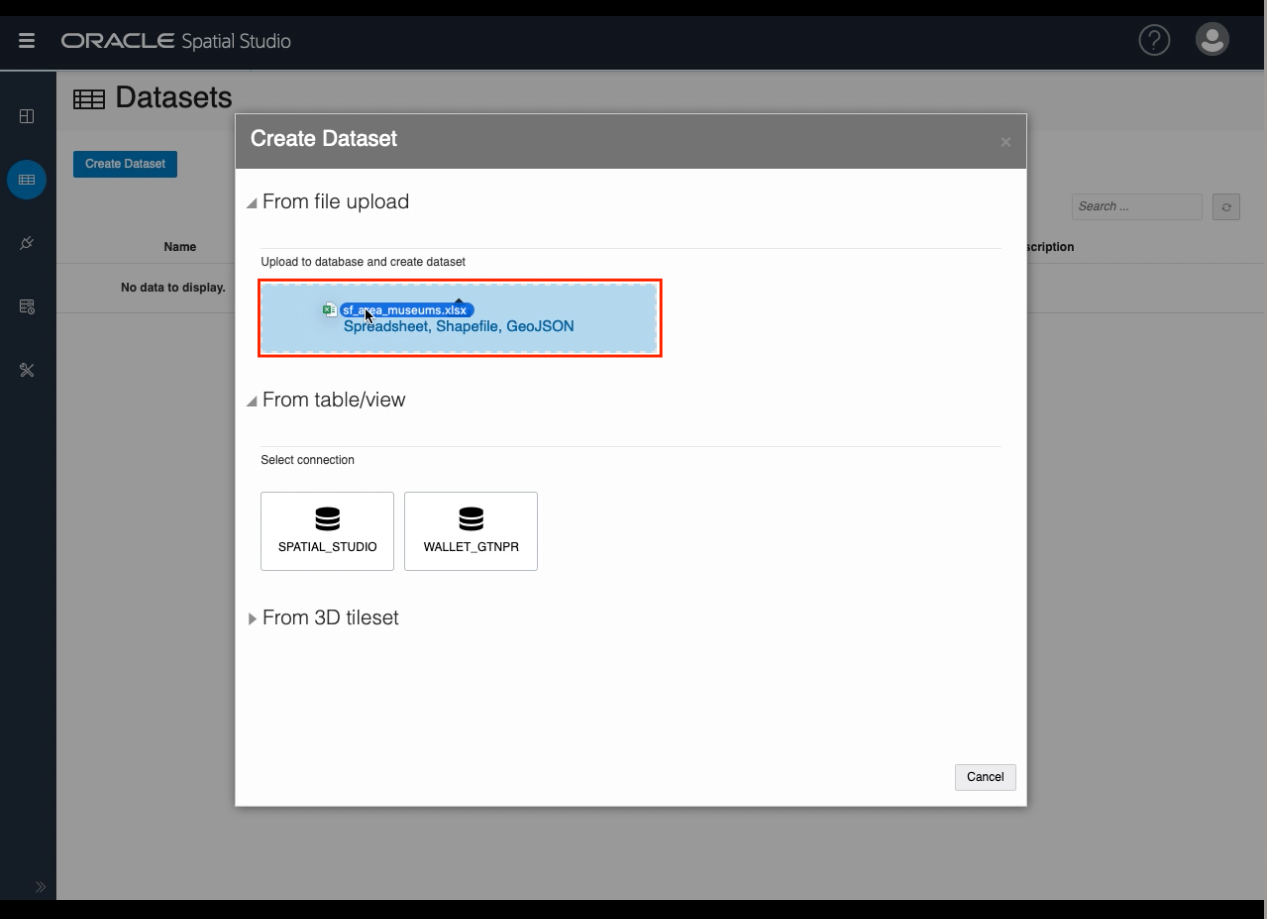 ORACLE Spatial Studio
Datasets
Create Dataset
Create Dataset
From file upload
Search ...
Name
scription
Upload to database and create dataset
No data to display.
sf_area_museums.xlsx
Spreadsheet, Shapefile, GeoJSON
From table/view
Select connection
SPATIAL_STUDIO
WALLET_GTNPR
From 3D tileset
Cancel